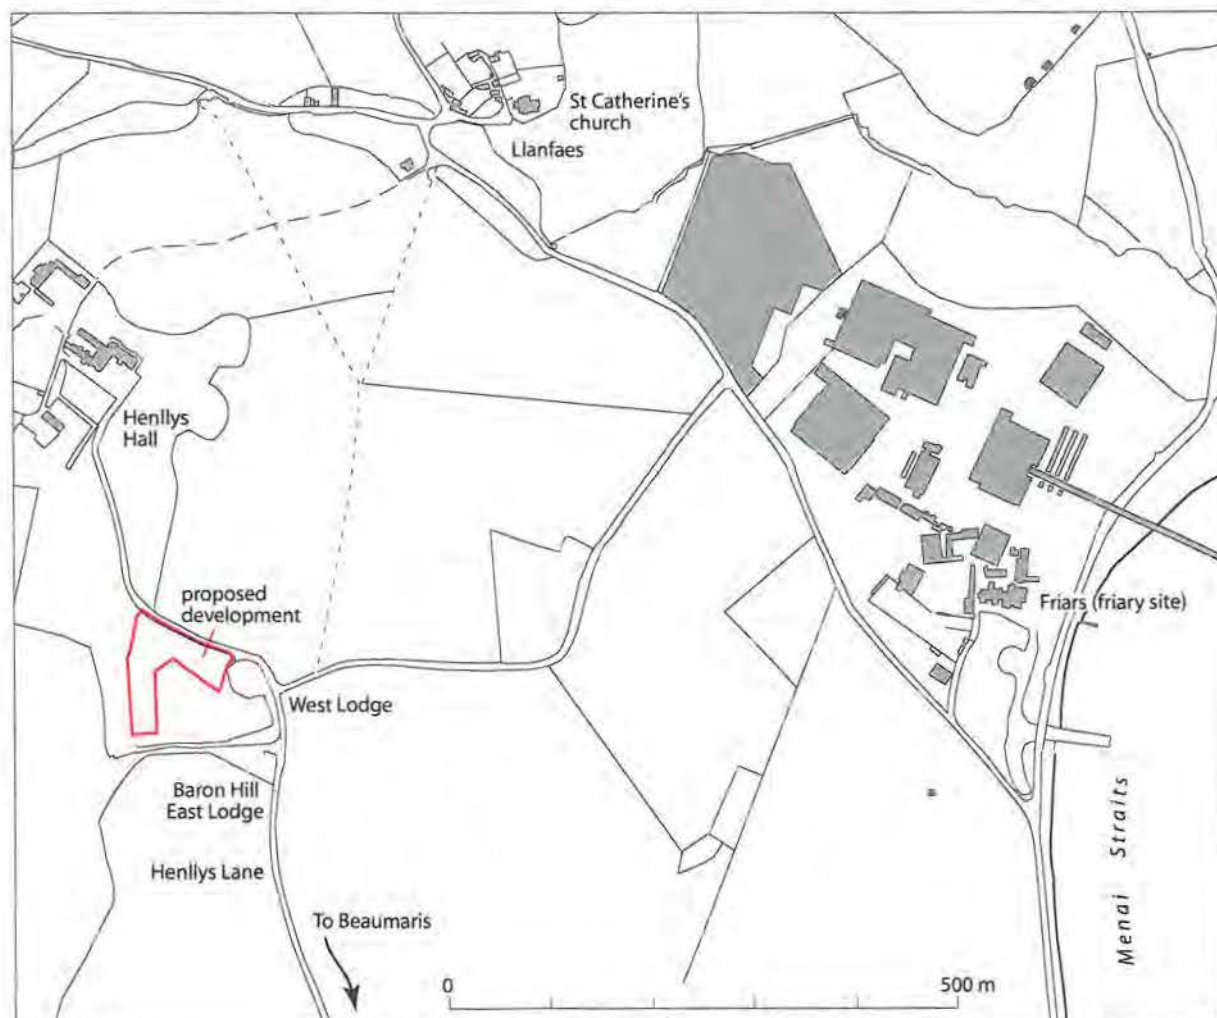 St Catherine's
church
Llanfaes
Henllys
Hall
proposed
development
Friars (friary site)
West Lodge
Baron Hill
East Lodge
Henllys Lane
To Beaumaris
Menai Straits
0
500 m